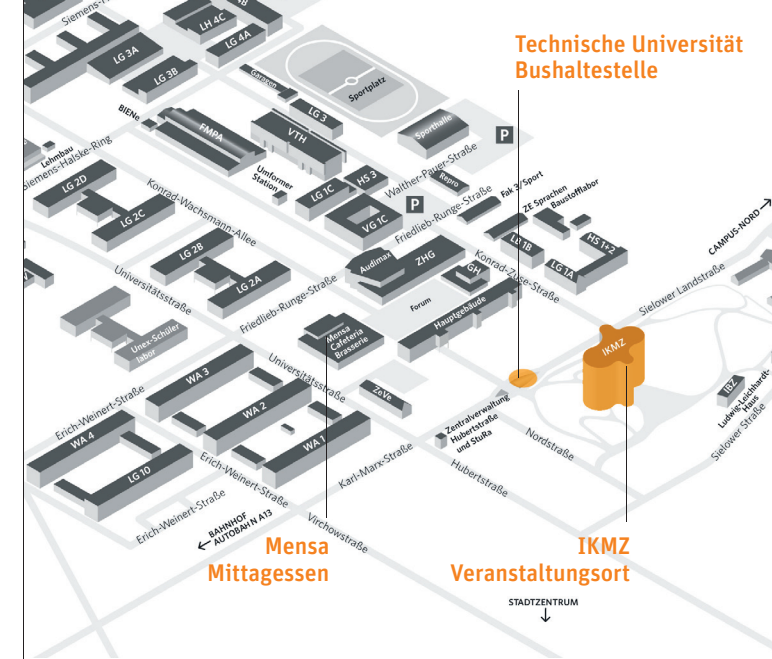 Siemens-H
4B
LH 4C
LG 4A
LG 3A
LG 3B
Garagen
Sportplatz
Technische Universität
Bushaltestelle
BIENe
FMPA
LG 3
VTH
Sporthalle
P
Lehmbau
Siemens-Halske-Ring
Umformer
Station
LG 1C
HS 3
Walther-Pauer-Straße
Repro
Fak 3/Sport
ZE Sprachen
Baustofflabor
LG 2D
LG 2C
Konrad-Wachsmann-Allee
VG 1C
P
Friedlieb-Runge-Straße
LG 1B
HS 1+2
LG 1A
CAMPUS-NORD
LG 2B
LG 2A
Universitätsstraße
Audimax
ZHG
GH
Konrad-Zuse-Straße
Sielower Landstraße
Friedlieb-Runge-Straße
Forum
Hauptgebäude
Unex-Schüler
labor
Mensa
Cafeteria
Brasserie
IKMZ
Universitätsstraße
WA 3
WA 2
WA 1
WA 4
LG 10
ZeVe
IBZ
Ludwig-Leichhardt-
Haus
Sielower Straße
Erich-Weinert-Straße
Zentralverwaltung
Hubertstraße
und StuRa
Nordstraße
Hubertstraße
Karl-Marx-Straße
Erich-Weinert-Straße
Erich-Weinert-Straße
Virchowstraße
BAHNHOF
AUTOBAHN A13
Mensa
Mittagessen
IKMZ
Veranstaltungsort
STADTZENTRUM